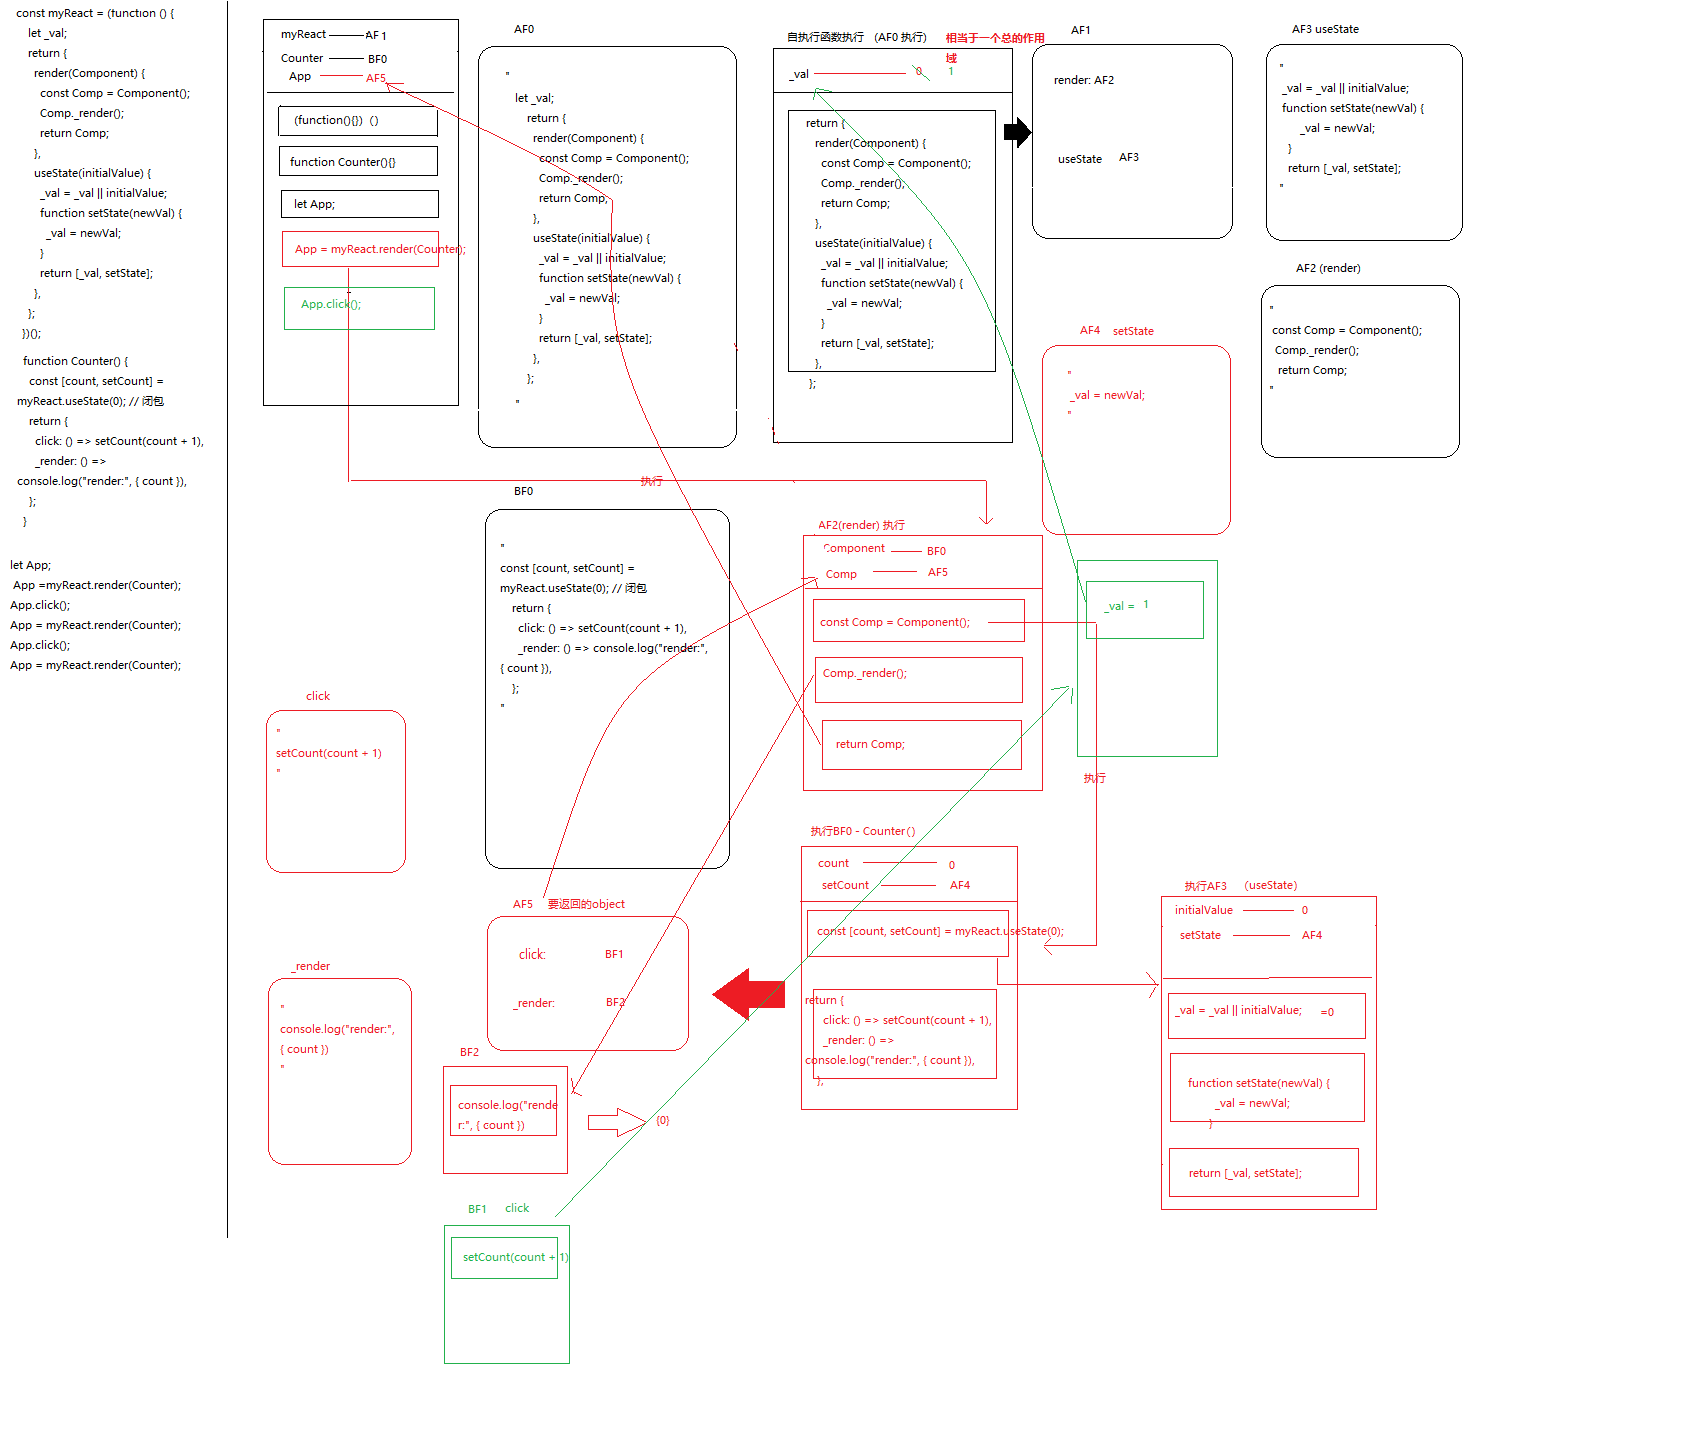 const myReact = (function () {
let _val;
return {
render(Component) {
const Comp = Component();
Comp._render();
return Comp;
},
useState(initialValue) {
_val = _val || initialValue;
function setState(newVal) {
_val = newVal;
}
return [_val, setState];
},
};
})();
function Counter() {
const [count, setCount] =
myReact.useState(0); // 闭包
return {
click: () => setCount(count + 1),
_render: () =>
console.log("render:", { count }),
};
}
let App;
App =myReact.render(Counter);
App.click();
App = myReact.render(Counter);
App.click();
App = myReact.render(Counter);
myReact AF1
Counter BF0
App AF5
(function(){}) ()
function Counter(){}
let App;
App = myReact.render(Counter);
App.click();
AF0
"
let _val;
return {
render(Component) {
const Comp = Component();
Comp._render();
return Comp;
},
useState(initialValue) {
_val = _val || initialValue;
function setState(newVal) {
_val = newVal;
}
return [_val, setState];
},
};
"
自执行函数执行 (AF0 执行) 相当于一个总的作用
域
_val 0 1
return {
render(Component) {
const Comp = Component();
Comp._render();
return Comp;
},
useState(initialValue) {
_val = _val || initialValue;
function setState(newVal) {
_val = newVal;
}
return [_val, setState];
},
};
AF1
render: AF2
useState AF3
AF3 useState
"
_val = _val || initialValue;
function setState(newVal) {
_val = newVal;
}
return [_val, setState];
"
AF2 (render)
"
const Comp = Component();
Comp._render();
return Comp;
"
AF4 setState
"
_val = newVal;
"
执行
BF0
"
const [count, setCount] =
myReact.useState(0); // 闭包
return {
click: () => setCount(count + 1),
_render: () => console.log("render:",
{ count }),
};
"
AF2(render) 执行
Component BF0
Comp AF5
const Comp = Component();
Comp._render();
return Comp;
_val = 1
执行
click
"
setCount(count + 1)
"
_render
"
console.log("render:",
{ count })
"
AF5 要返回的object
click: BF1
_render: BF2
执行BF0 - Counter()
count 0
setCount AF4
const [count, setCount] = myReact.useState(0);
return {
click: () => setCount(count + 1),
_render: () =>
console.log("render:", { count }),
};
执行AF3 (useState)
initialValue 0
setState AF4
_val = _val || initialValue; =0
function setState(newVal) {
_val = newVal;
}
return [_val, setState];
BF2
console.log("rende
r:", { count })
{0}
BF1 click
setCount(count + 1)